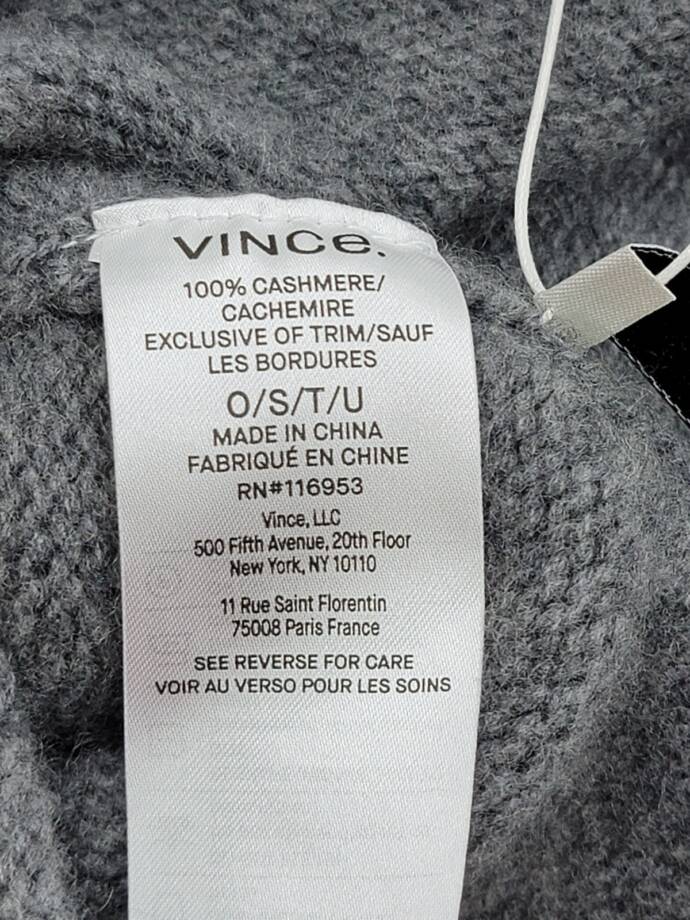 VINCe.
100% CASHMERE/
CACHEMIRE
EXCLUSIVE OF TRIM/SAUF
LES BORDURES
O/S/T/U
MADE IN CHINA
FABRIQUÉ EN CHINE
RN#116953
Vince, LLC
500 Fifth Avenue, 20th Floor
New York, NY 10110
11 Rue Saint Florentin
75008 Paris France
SEE REVERSE FOR CARE
VOIR AU VERSO POUR LES SOINS